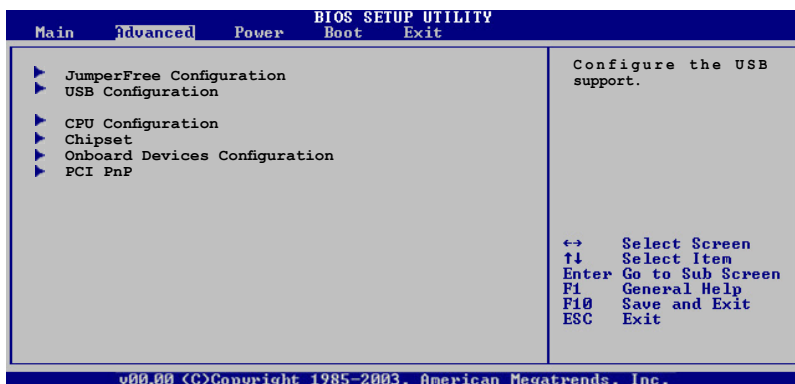 BIOS SETUP UTILITY
Main Advanced Power Boot Exit
JumperFree Configuration
USB Configuration
CPU Configuration
Chipset
Onboard Devices Configuration
PCI PnP
Configure the USB
support.
←→ Select Screen
↑↓ Select Item
Enter Go to Sub Screen
F1 General Help
F10 Save and Exit
ESC Exit
v00.00 (C)Copyright 1985-2003, American Megatrends, Inc.